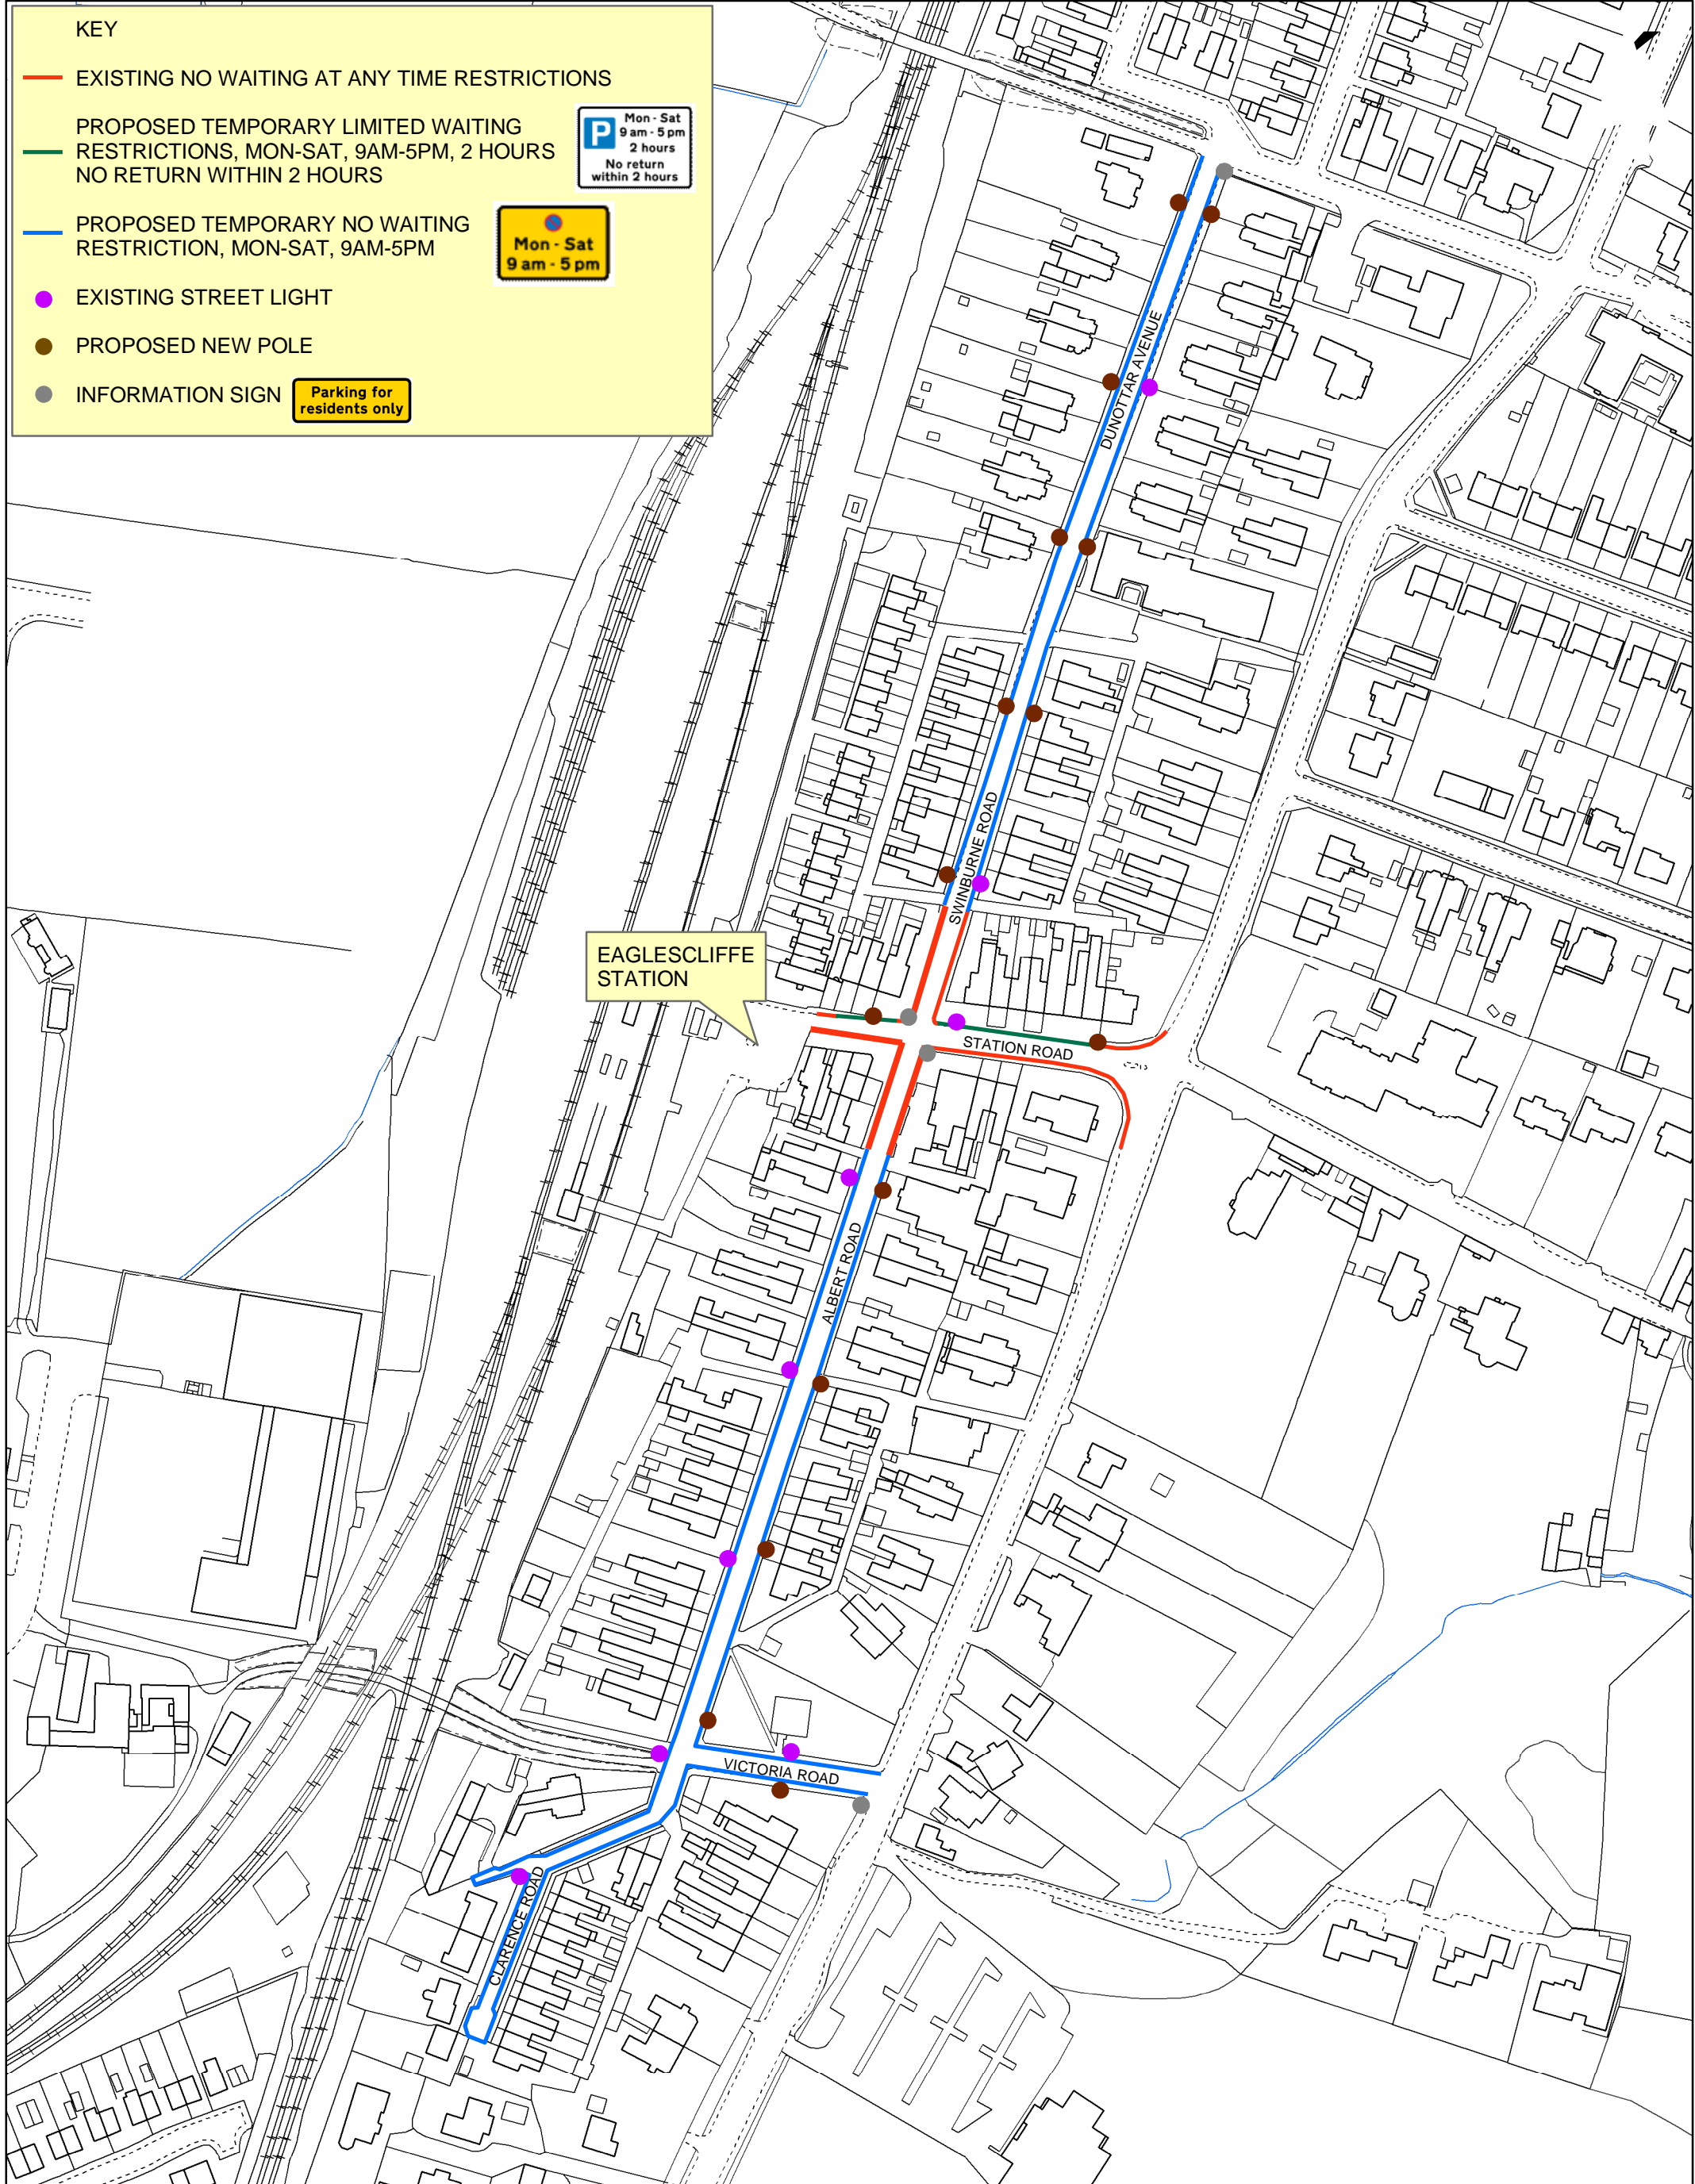 KEY
EXISTING NO WAITING AT ANY TIME RESTRICTIONS
PROPOSED TEMPORARY LIMITED WAITING
RESTRICTIONS, MON-SAT, 9AM-5PM, 2 HOURS
NO RETURN WITHIN 2 HOURS
P
Mon - Sat
9 am - 5 pm
2 hours
No return
within 2 hours
PROPOSED TEMPORARY NO WAITING
RESTRICTION, MON-SAT, 9AM-5PM
Mon - Sat
9 am - 5 pm
EXISTING STREET LIGHT
PROPOSED NEW POLE
INFORMATION SIGN
Parking for
residents only
DUNOTTAR AVENUE
SWINBURNE ROAD
EAGLESCLIFFE
STATION
STATION ROAD
ALBERT ROAD
VICTORIA ROAD
CLARENCE ROAD